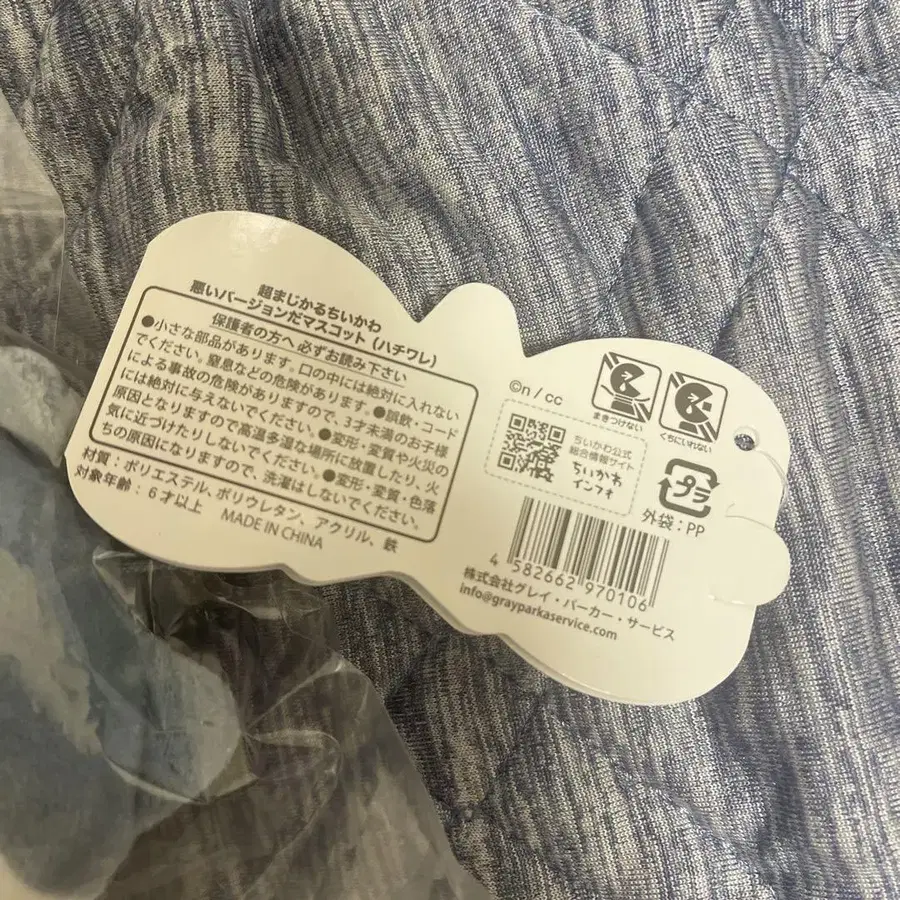 超まじかるちいかわ
悪いバージョンだマスコット（ハチワレ）
保護者の方へ 必ずお読み下さい
●小さな部品があります。口の中には絶対に入れない
でください。窒息などの危険があります。●誤飲・コード
による事故の危険がありますので、3才未満のお子様
には絶対に与えないでください。●変形・変質や火災の
原因となりますので高温多湿な場所に放置したり、火
気に近づけたりしないでください。●変形・変質・色落
ちの原因になりますので、洗濯はしないでください。
材質：ポリエステル、ポリウレタン、アクリル、鉄
対象年齢：６才以上
MADE IN CHINA
©n / cc
まきつけない
くちにいれない
ちいかわ公式
総合情報サイト
ちいかわ
インフォ
プラ
外袋：PP
4 582662 970106
株式会社グレイ・パーカー・サービス
info@grayparkaservice.com